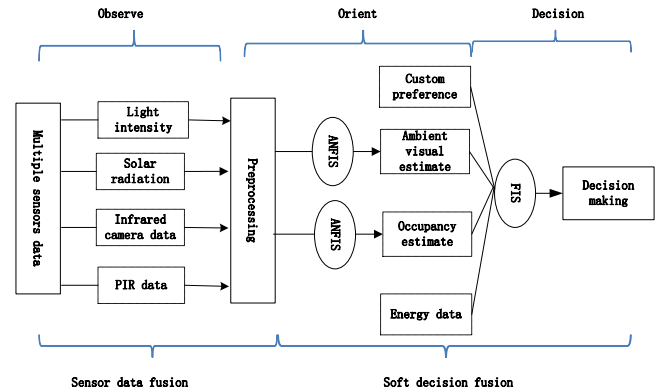 Observe
Orient
Decision
Multiple sensors data
Light
intensity
Solar
radiation
Infrared
camera data
PIR data
Preprocessing
ANFIS
ANFIS
Custom
preference
Ambient
visual
estimate
Occupancy
estimate
Energy data
FIS
Decision
making
Sensor data fusion
Soft decision fusion